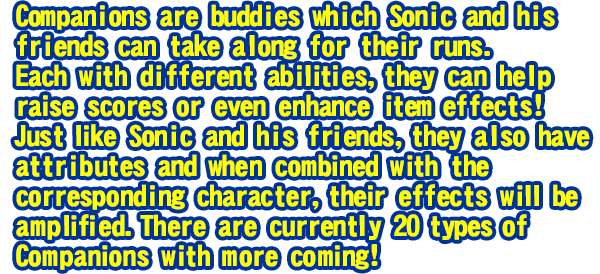 Companions are buddies which Sonic and his
friends can take along for their runs.
Each with different abilities, they can help
raise scores or even enhance item effects!
Just like Sonic and his friends, they also have
attributes and when combined with the
corresponding character, their effects will be
amplified. There are currently 20 types of
Companions with more coming!